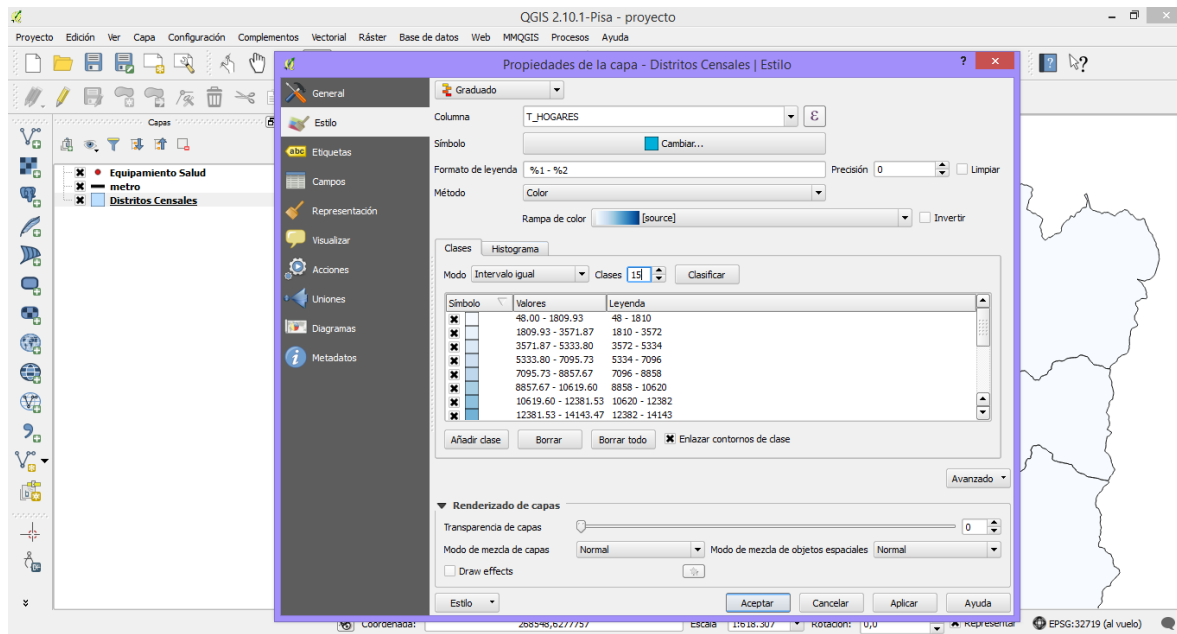 QGIS 2.10.1-Pisa - proyecto
Proyecto Edición Ver Capa Configuración Complementos Vectorial Ráster Base de datos Web MMQGIS Procesos Ayuda
Propiedades de la capa - Distritos Censales | Estilo
Capas
Equipamiento Salud
metro
Distritos Censales
General
Estilo
abc Etiquetas
Campos
Representación
Visualizar
Acciones
Uniones
Diagramas
Metadatos
Graduado
Columna T_HOGARES ε
Símbolo Cambiar...
Formato de leyenda %1 - %2 Precisión 0 Limpiar
Método Color
Rampa de color [source] Invertir
Clases Histograma
Modo Intervalo igual Clases 15 Clasificar
Símbolo Valores Leyenda
48.00 - 1809.93 48 - 1810
1809.93 - 3571.87 1810 - 3572
3571.87 - 5333.80 3572 - 5334
5333.80 - 7095.73 5334 - 7096
7095.73 - 8857.67 7096 - 8858
8857.67 - 10619.60 8858 - 10620
10619.60 - 12381.53 10620 - 12382
12381.53 - 14143.47 12382 - 14143
Añadir clase Borrar Borrar todo Enlazar contornos de clase
Avanzado
Renderizado de capas
Transparencia de capas 0
Modo de mezcla de capas Normal Modo de mezcla de objetos espaciales Normal
Draw effects
Estilo Aceptar Cancelar Aplicar Ayuda
Coordenada: 268548,6277757 Escala 1:618.307 Rotación: 0,0 Representar EPSG:32719 (al vuelo)